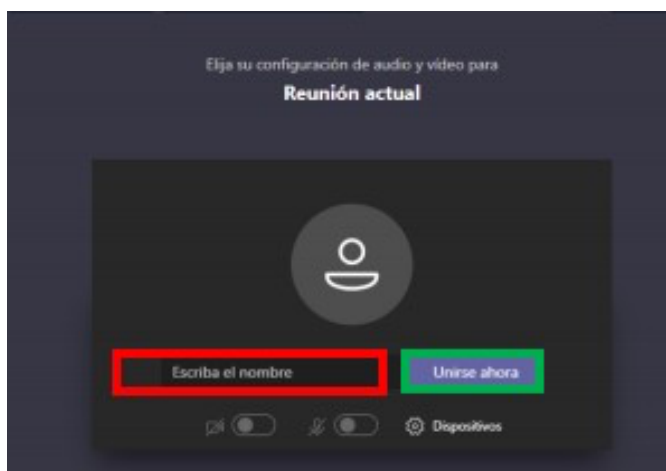 Elija su configuración de audio y vídeo para
Reunión actual
Escriba el nombre
Unirse ahora
Dispositivos